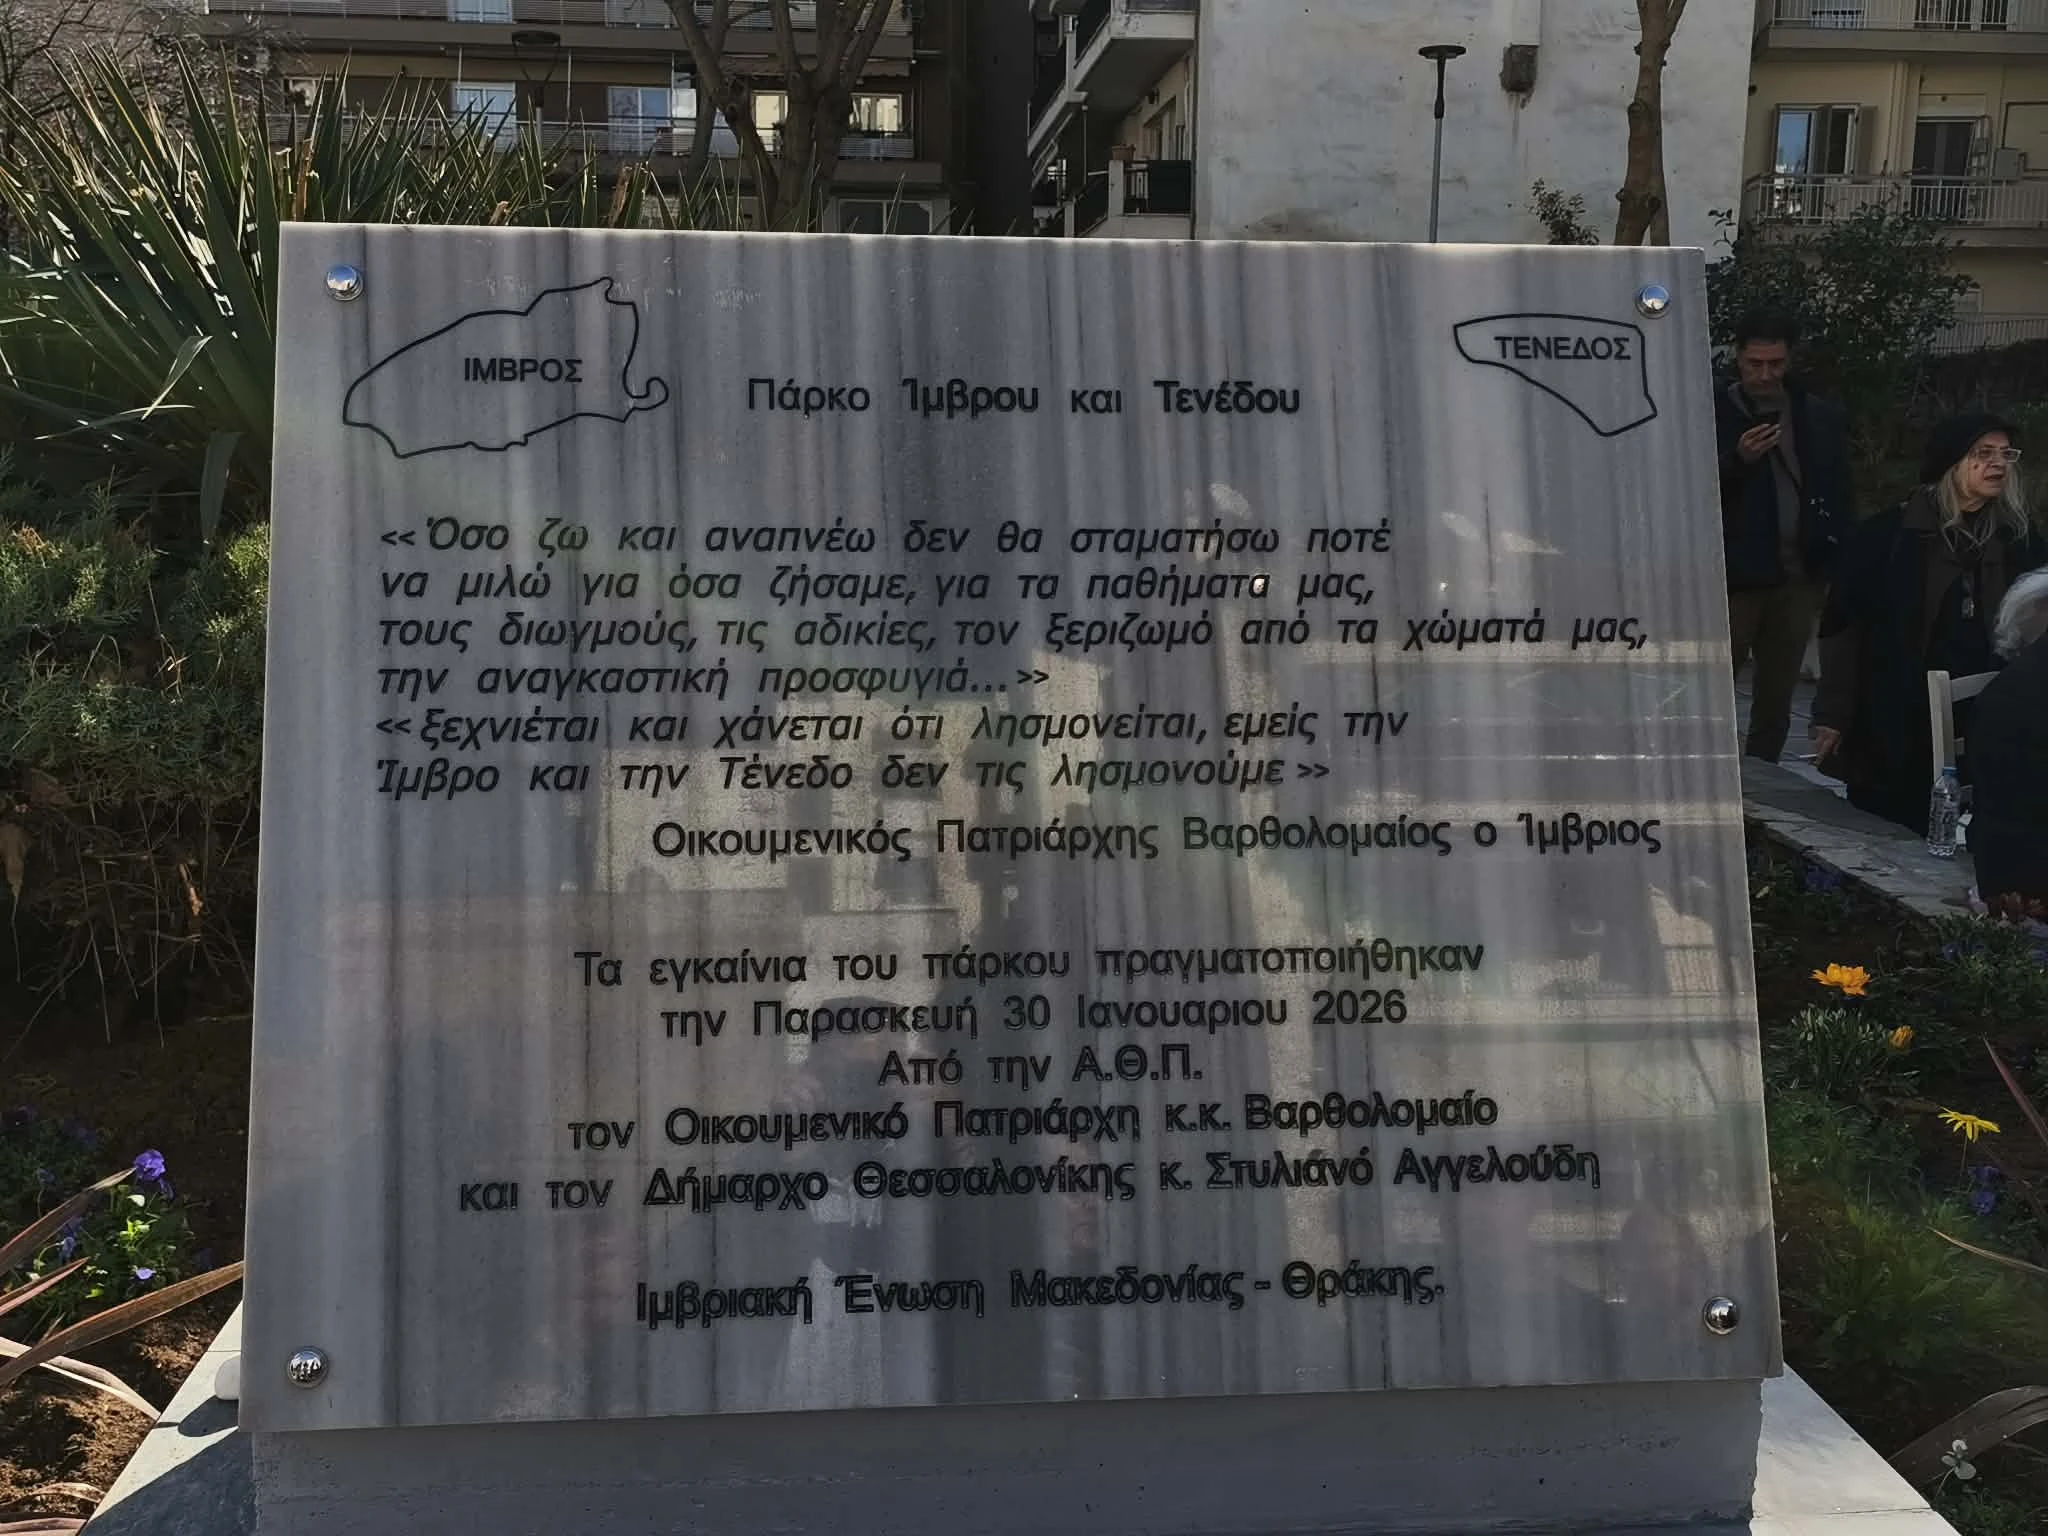 ΙΜΒΡΟΣ
ΤΕΝΕΔΟΣ
Πάρκο Ίμβρου και Τενέδου
<< Όσο ζω και αναπνέω δεν θα σταματήσω ποτέ
να μιλώ για όσα ζήσαμε, για τα παθήματα μας,
τους διωγμούς, τις αδικίες, τον ξεριζωμό από τα χώματά μας,
την αναγκαστική προσφυγιά... >>
<< ξεχνιέται και χάνεται ότι λησμονείται, εμείς την
Ίμβρο και την Τένεδο δεν τις λησμονούμε >>
Οικουμενικός Πατριάρχης Βαρθολομαίος ο Ίμβριος
Τα εγκαίνια του πάρκου πραγματοποιήθηκαν
την Παρασκευή 30 Ιανουαριου 2026
Από την Α.Θ.Π.
τον Οικουμενικό Πατριάρχη κ.κ. Βαρθολομαίο
και τον Δήμαρχο Θεσσαλονίκης κ. Στυλιάνό Αγγελούδη
Ιμβριακή Ένωση Μακεδονίας - Θράκης.